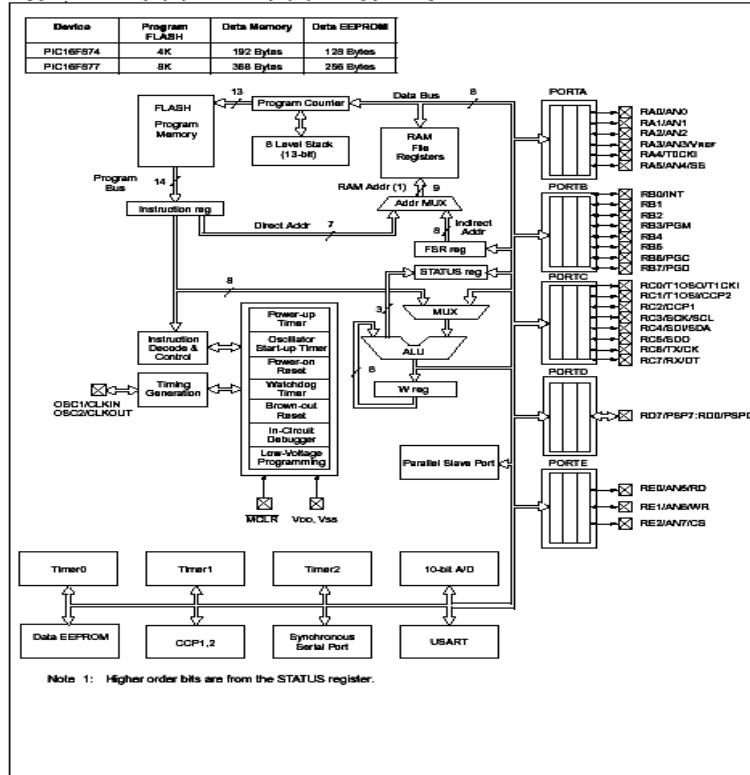 Device Program FLASH Data Memory Data EEPROM
PIC16F874 4K 192 Bytes 128 Bytes
PIC16F877 8K 368 Bytes 256 Bytes
FLASH
Program
Memory
13
Program Counter
8 Level Stack
(13-bit)
Data Bus
8
RAM
File
Registers
Program
Bus
14
RAM Addr (1)
9
Addr MUX
Instruction reg
Direct Addr
7
8
Indirect
Addr
FSR reg
STATUS reg
8
3
MUX
ALU
8
W reg
Instruction
Decode &
Control
Timing
Generation
OSC1/CLKIN
OSC2/CLKOUT
Power-up
Timer
Oscillator
Start-up Timer
Power-on
Reset
Watchdog
Timer
Brown-out
Reset
In-Circuit
Debugger
Low-Voltage
Programming
MCLR
VDD, VSS
Parallel Slave Port
PORTA
RA0/AN0
RA1/AN1
RA2/AN2
RA3/AN3/VREF
RA4/T0CKI
RA5/AN4/SS
PORTB
RB0/INT
RB1
RB2
RB3/PGM
RB4
RB5
RB6/PGC
RB7/PGD
PORTC
RC0/T1OSO/T1CKI
RC1/T1OSI/CCP2
RC2/CCP1
RC3/SCK/SCL
RC4/SDI/SDA
RC5/SDO
RC6/TX/CK
RC7/RX/DT
PORTD
RD7/PSP7:RD0/PSP0
PORTE
RE0/AN5/RD
RE1/AN6/WR
RE2/AN7/CS
Timer0
Timer1
Timer2
10-bit A/D
Data EEPROM
CCP1,2
Synchronous
Serial Port
USART
Note 1: Higher order bits are from the STATUS register.